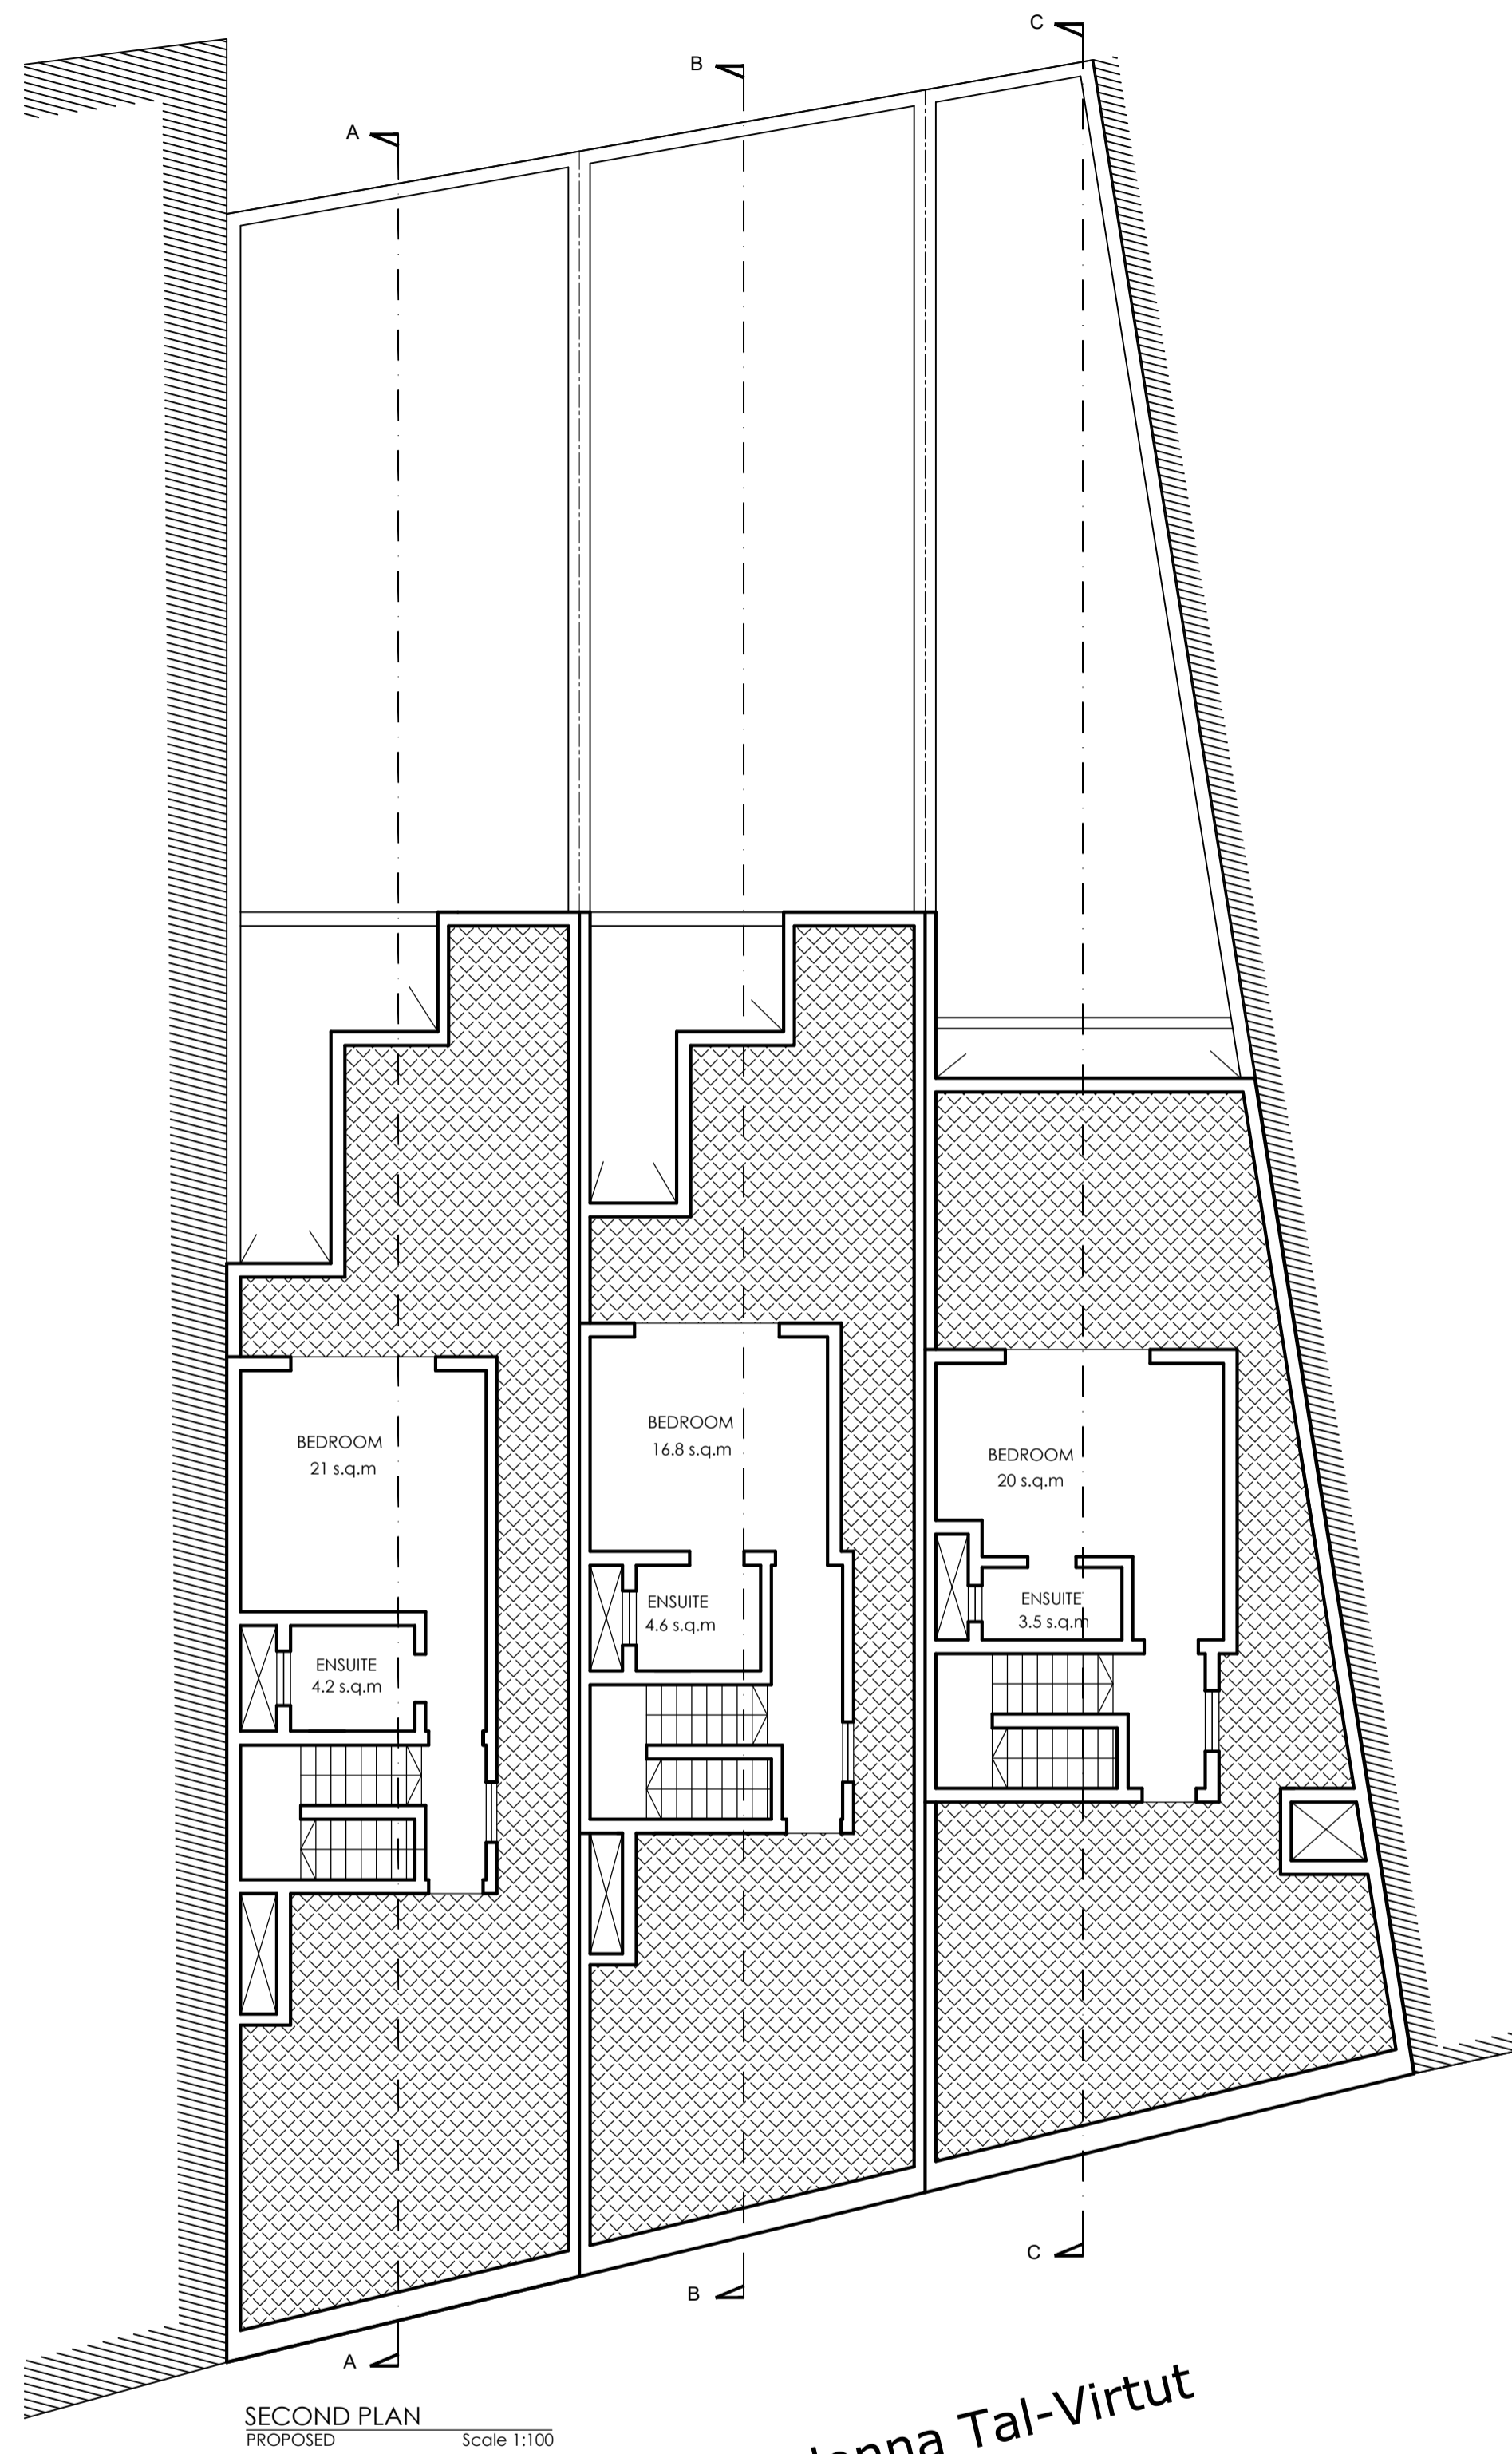 C
B
A
BEDROOM
21 s.q.m
BEDROOM
16.8 s.q.m
BEDROOM
20 s.q.m
ENSUITE
4.2 s.q.m
ENSUITE
4.6 s.q.m
ENSUITE
3.5 s.q.m
C
B
A
SECOND PLAN
PROPOSED Scale 1:100
Tal-Virtut